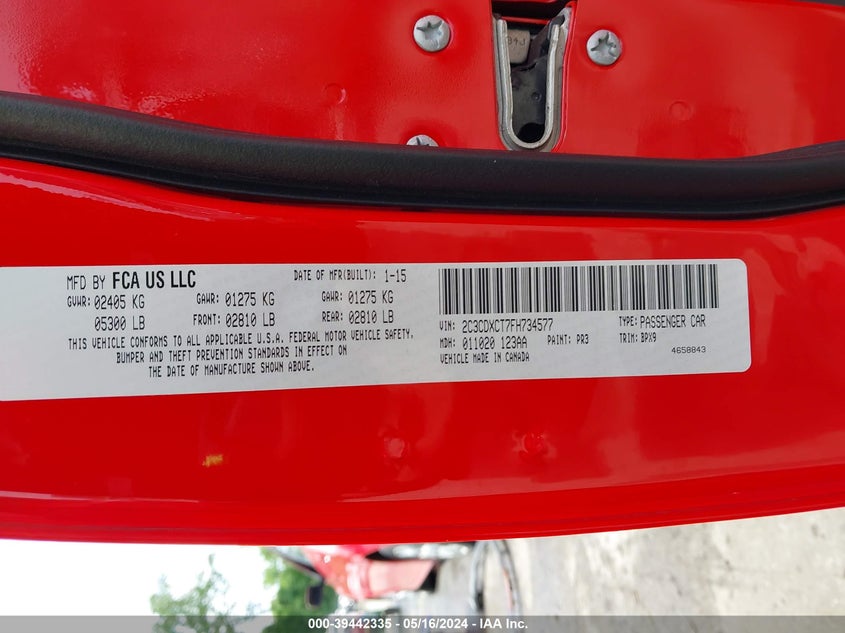 34J
MFD BY FCA US LLC DATE OF MFR(BUILT): 1-15
GVWR: 02405 KG GAWR: 01275 KG GAWR: 01275 KG
05300 LB FRONT: 02810 LB REAR: 02810 LB
THIS VEHICLE CONFORMS TO ALL APPLICABLE U.S.A. FEDERAL MOTOR VEHICLE SAFETY,
BUMPER AND THEFT PREVENTION STANDARDS IN EFFECT ON
THE DATE OF MANUFACTURE SHOWN ABOVE.
VIN: 2C3CDXCT7FH734577 TYPE: PASSENGER CAR
MDH: 011020 123AA PAINT: PR3 TRIM: BPX9
VEHICLE MADE IN CANADA 4658843
000-39442335 - 05/16/2024 - IAA Inc.